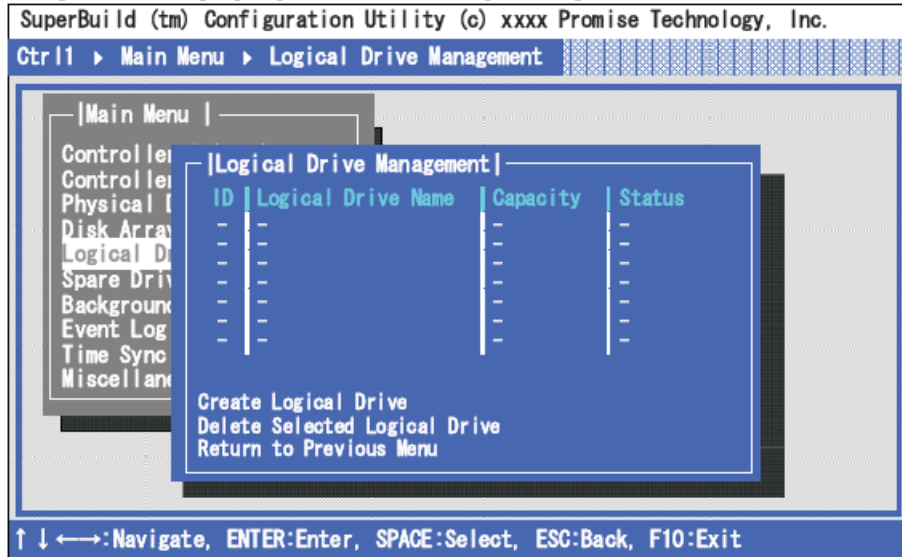 SuperBuild (tm) Configuration Utility (c) xxxx Promise Technology, Inc.
Ctrl1 ▸ Main Menu ▸ Logical Drive Management
|Main Menu |
Controller
Controller
Physical
Disk Array
Logical
Spare
Background
Event Log
Time Sync
|Logical Drive Management|
ID Logical Drive Name Capacity Status
- - - -
- - - -
- - - -
- - - -
- - - -
- - - -
- - - -
Create Logical Drive
Delete Selected Logical Drive
Return to Previous Menu
↑↓←→:Navigate, ENTER:Enter, SPACE:Select, ESC:Back, F10:Exit